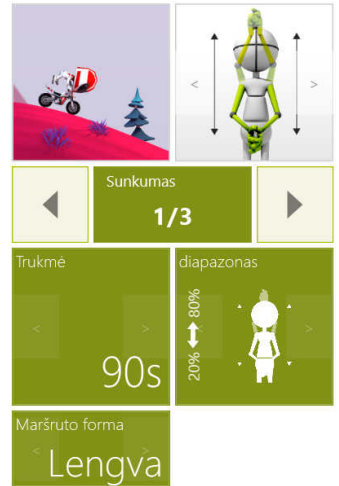 Sunkumas
1/3
Trukmė
90s
diapazonas
20% 80%
Maršruto forma
Lengva